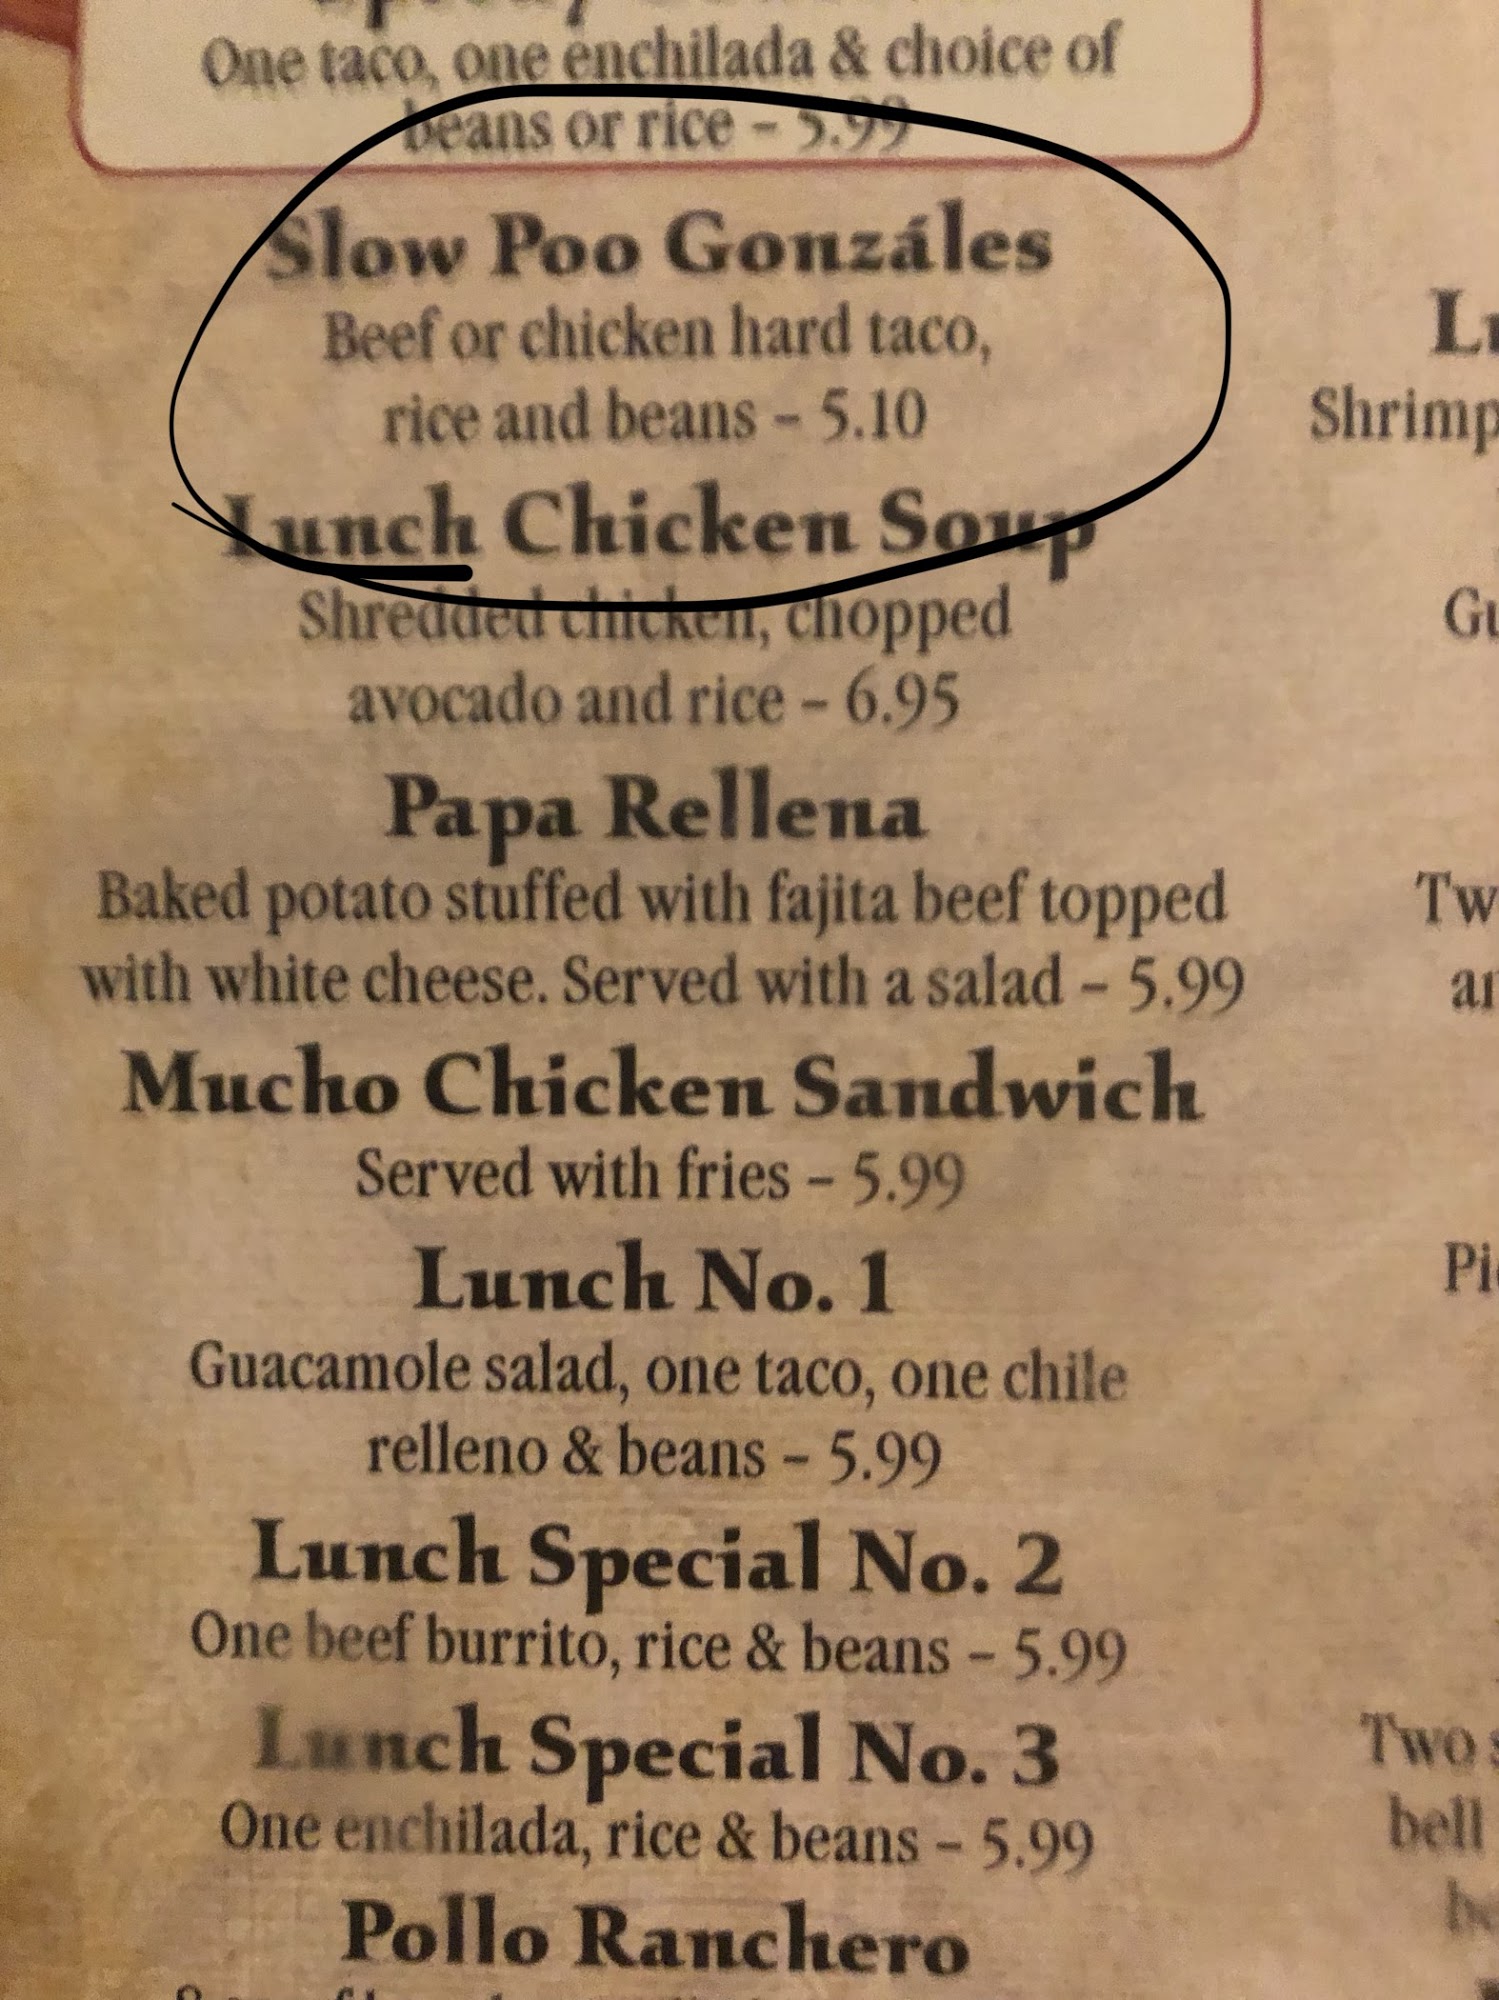 One taco, one enchilada & choice of
beans or rice – 5.99
Slow Poo Gonzáles
Beef or chicken hard taco,
rice and beans – 5.10
Lunch Chicken Soup
Shredded chicken, chopped
avocado and rice – 6.95
Papa Rellena
Baked potato stuffed with fajita beef topped
with white cheese. Served with a salad – 5.99
Mucho Chicken Sandwich
Served with fries – 5.99
Lunch No. 1
Guacamole salad, one taco, one chile
relleno & beans – 5.99
Lunch Special No. 2
One beef burrito, rice & beans – 5.99
Lunch Special No. 3
One enchilada, rice & beans – 5.99
Pollo Ranchero
Shrimp
Two
bell